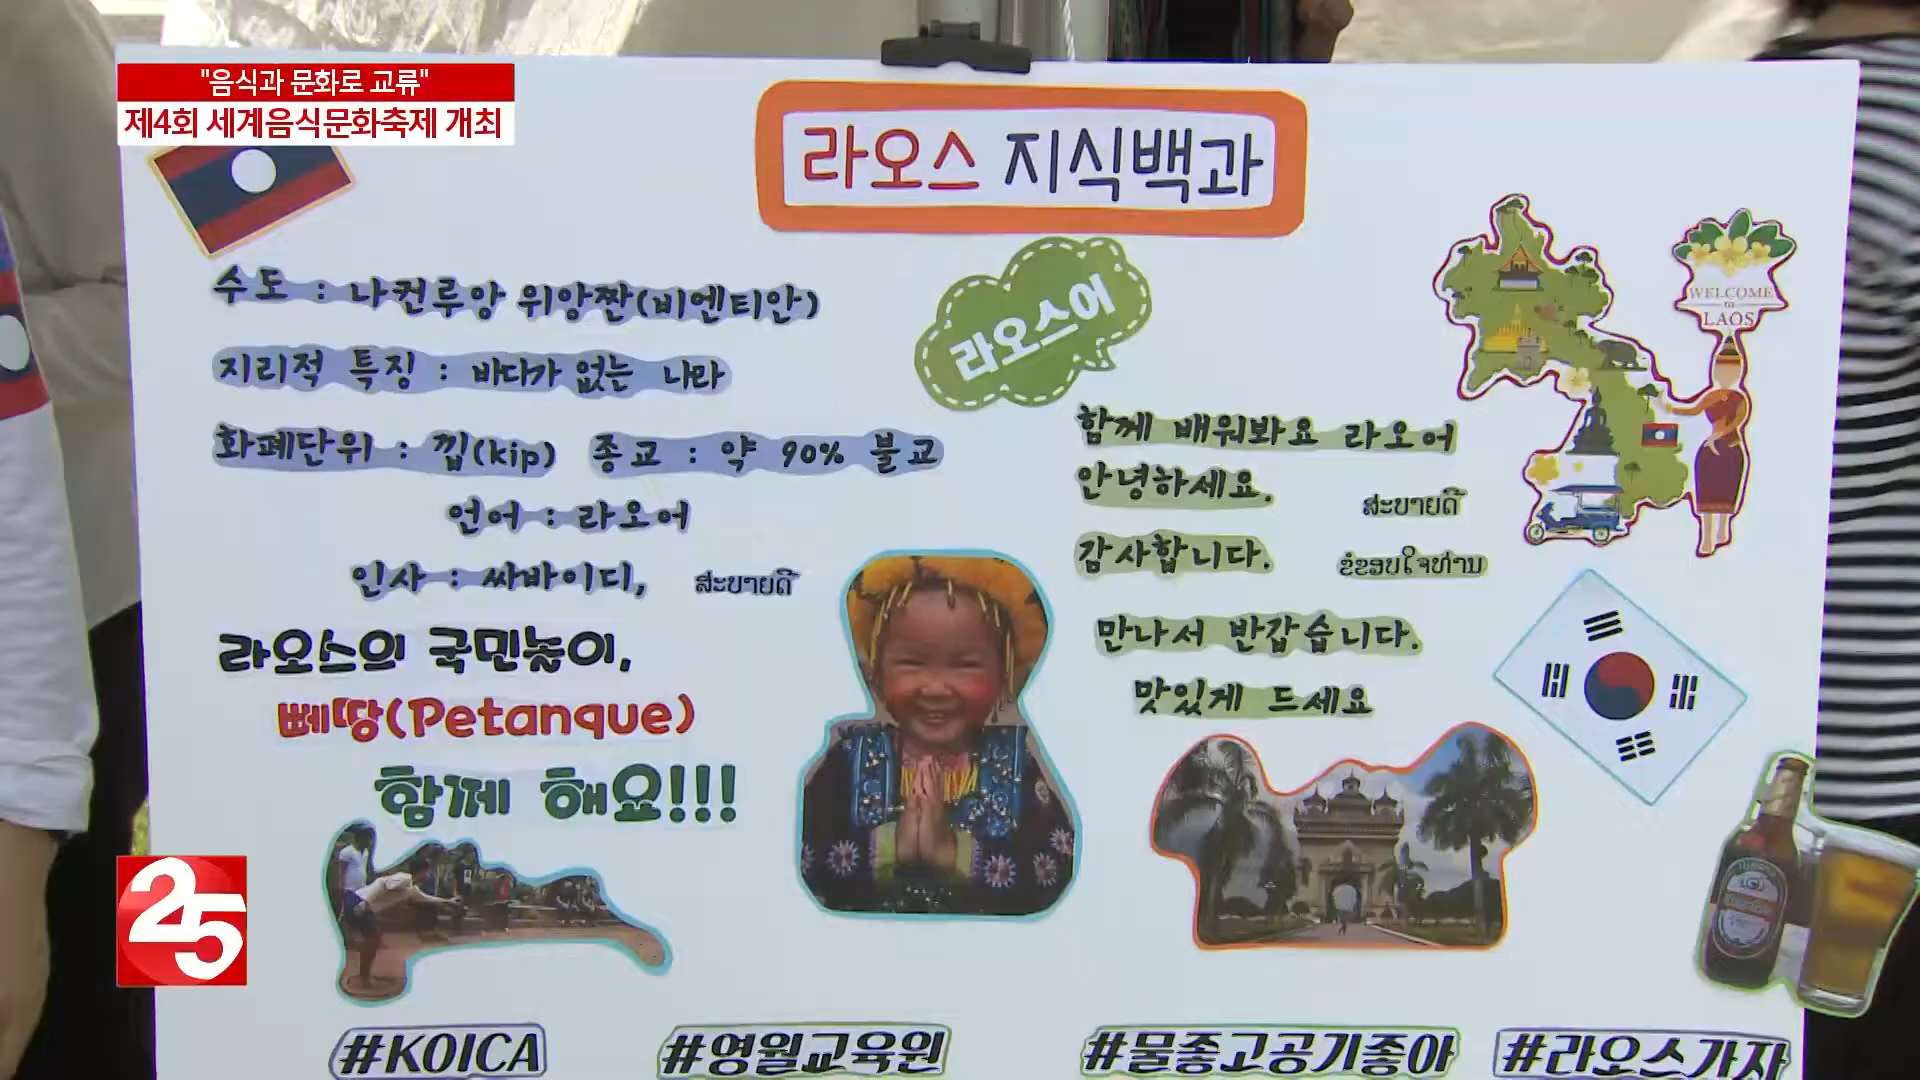 "음식과 문화로 교류"
제4회 세계음식문화축제 개최
라오스 지식백과
수도 : 나컨루앙 위앙짠(비엔티안)
지리적 특징 : 바다가 없는 나라
화폐단위 : 낍(kip) 종교 : 약 90% 불교
언어 : 라오어
인사 : 싸바이디, ສະບາຍດີ
라오스의 국민놀이,
뻬땅(Petanque)
함께 해요!!!
라오스어
함께 배워봐요 라오어
안녕하세요. ສະບາຍດີ
감사합니다. ຂໍຂອບໃຈທ່ານ
만나서 반갑습니다.
맛있게 드세요
WELCOME
to
LAOS
25
#KOICA #영월교육원 #물좋고공기좋아 #라오스가자